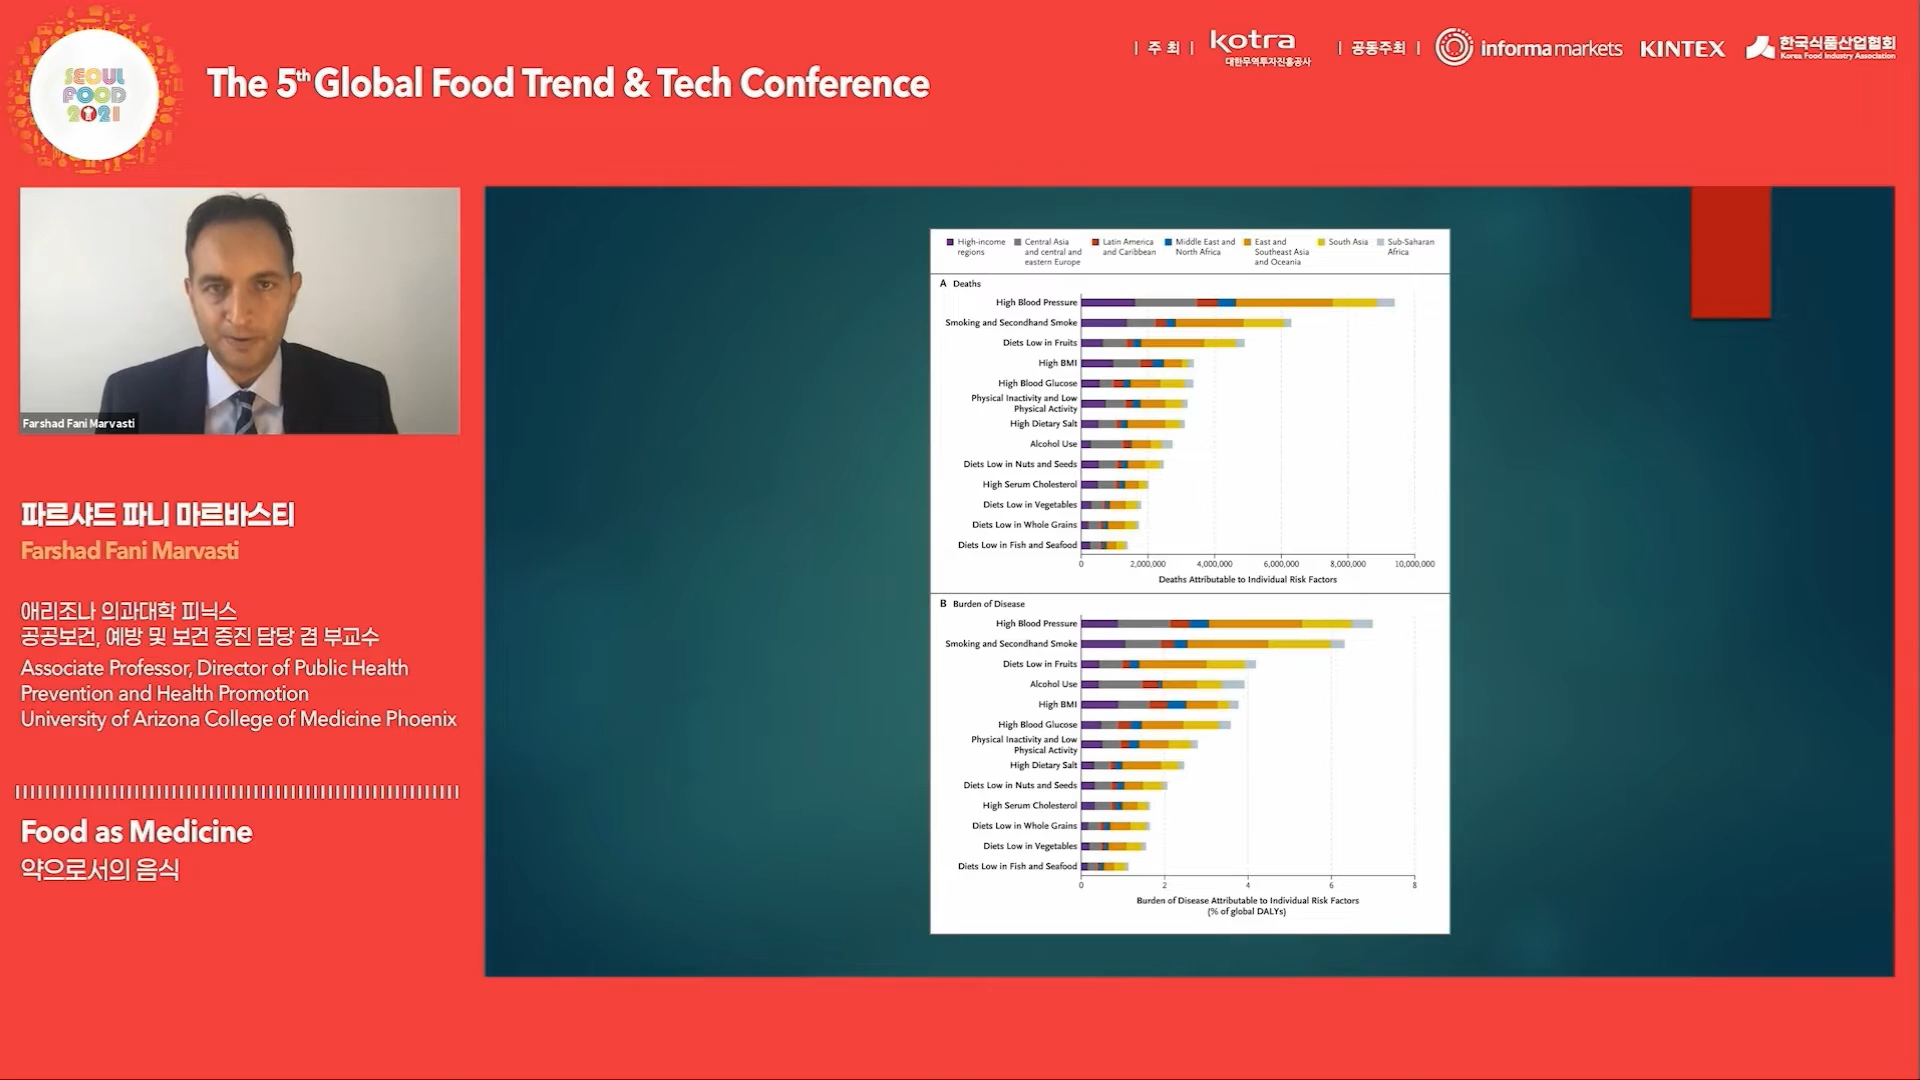 SEOUL
FOOD
2021
The 5th Global Food Trend & Tech Conference
| 주 최 |
kotra
대한무역투자진흥공사
| 공동주최 |
informa markets
KINTEX
한국식품산업협회
Korea Food Industry Association
Farshad Fani Marvasti
파르샤드 파니 마르바스티
Farshad Fani Marvasti
애리조나 의과대학 피닉스
공공보건, 예방 및 보건 증진 담당 겸 부교수
Associate Professor, Director of Public Health
Prevention and Health Promotion
University of Arizona College of Medicine Phoenix
Food as Medicine
약으로서의 음식
High-income
regions
Central Asia
and central and
eastern Europe
Latin America
and Caribbean
Middle East and
North Africa
East and
Southeast Asia
and Oceania
South Asia
Sub-Saharan
Africa
A Deaths
High Blood Pressure
Smoking and Secondhand Smoke
Diets Low in Fruits
High BMI
High Blood Glucose
Physical Inactivity and Low
Physical Activity
High Dietary Salt
Alcohol Use
Diets Low in Nuts and Seeds
High Serum Cholesterol
Diets Low in Vegetables
Diets Low in Whole Grains
Diets Low in Fish and Seafood
0 2,000,000 4,000,000 6,000,000 8,000,000 10,000,000
Deaths Attributable to Individual Risk Factors
B Burden of Disease
High Blood Pressure
Smoking and Secondhand Smoke
Diets Low in Fruits
Alcohol Use
High BMI
High Blood Glucose
Physical Inactivity and Low
Physical Activity
High Dietary Salt
Diets Low in Nuts and Seeds
High Serum Cholesterol
Diets Low in Whole Grains
Diets Low in Vegetables
Diets Low in Fish and Seafood
0 2 4 6 8
Burden of Disease Attributable to Individual Risk Factors
(% of global DALYs)